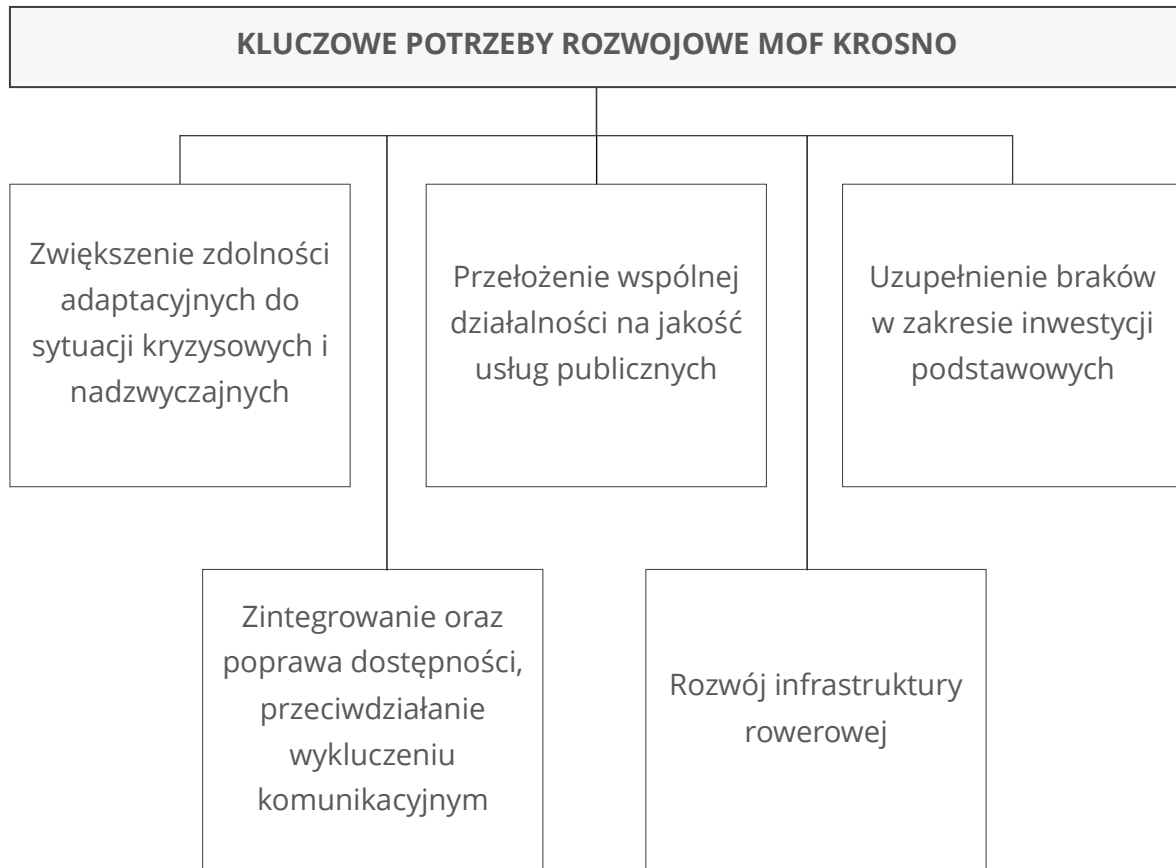 KLUCZOWE POTRZEBY ROZWOJOWE MOF KROSNO
Zwiększenie zdolności
adaptacyjnych do
sytuacji kryzysowych i
nadzwyczajnych
Przełożenie wspólnej
działalności na jakość
usług publicznych
Uzupełnienie braków
w zakresie inwestycji
podstawowych
Zintegrowanie oraz
poprawa dostępności,
przeciwdziałanie
wykluczeniu
komunikacyjnym
Rozwój infrastruktury
rowerowej